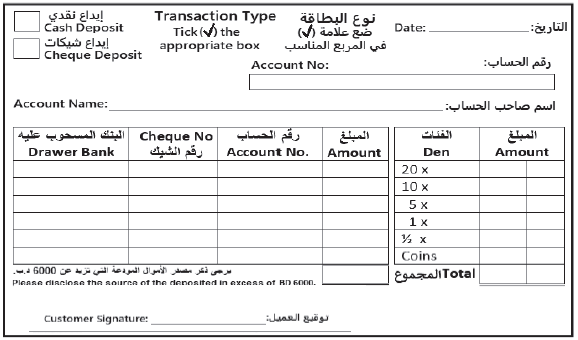 إيداع نقدي Transaction Type نوع البطاقة
Cash Deposit Tick (✓) the ضع علامة (✓) Date: التاريخ:
إيداع شيكات appropriate box في المربع المناسب
Cheque Deposit Account No: رقم الحساب:
Account Name: اسم صاحب الحساب:
البنك المسحوب عليه Cheque No رقم الحساب المبلغ الفئات المبلغ
Drawer Bank رقم الشيك Account No. Amount Den Amount
20 x
10 x
5 x
1 x
½ x
Coins
يرجى ذكر مصدر الأموال المودعة التي تزيد عن 6000 د.ب. المجموع Total
Please disclose the source of the deposited in excess of BD 6000.
Customer Signature: توقيع العميل: